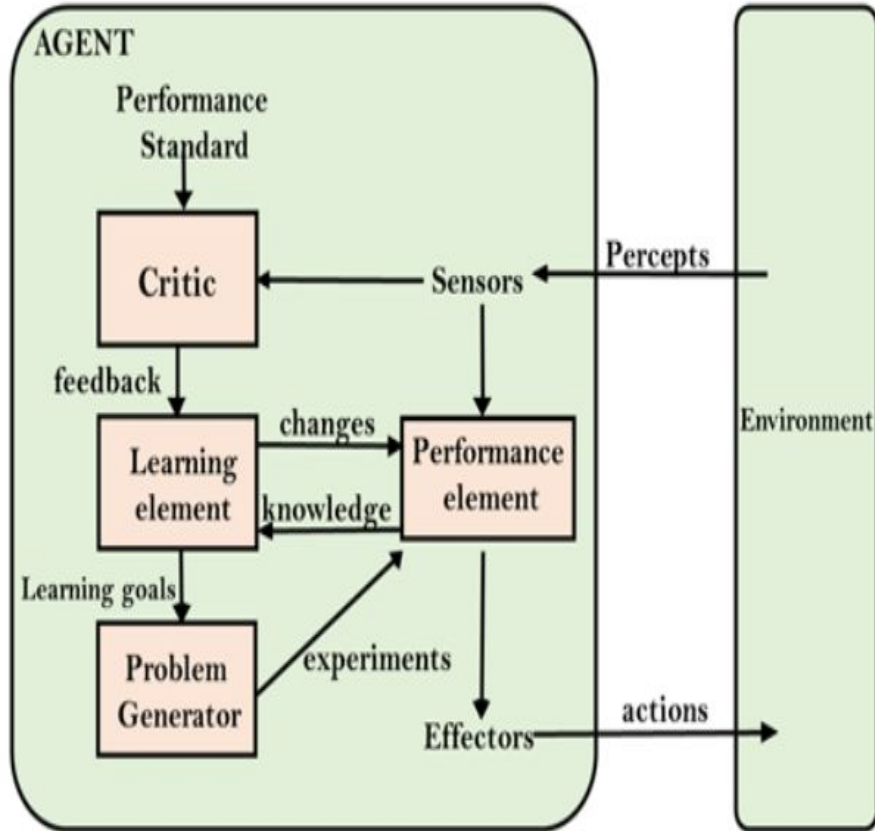 AGENT
Performance
Standard
Critic
Sensors
Percepts
feedback
changes
Environment
Learning
element
Performance
element
knowledge
Learning goals
experiments
Problem
Generator
Effectors
actions